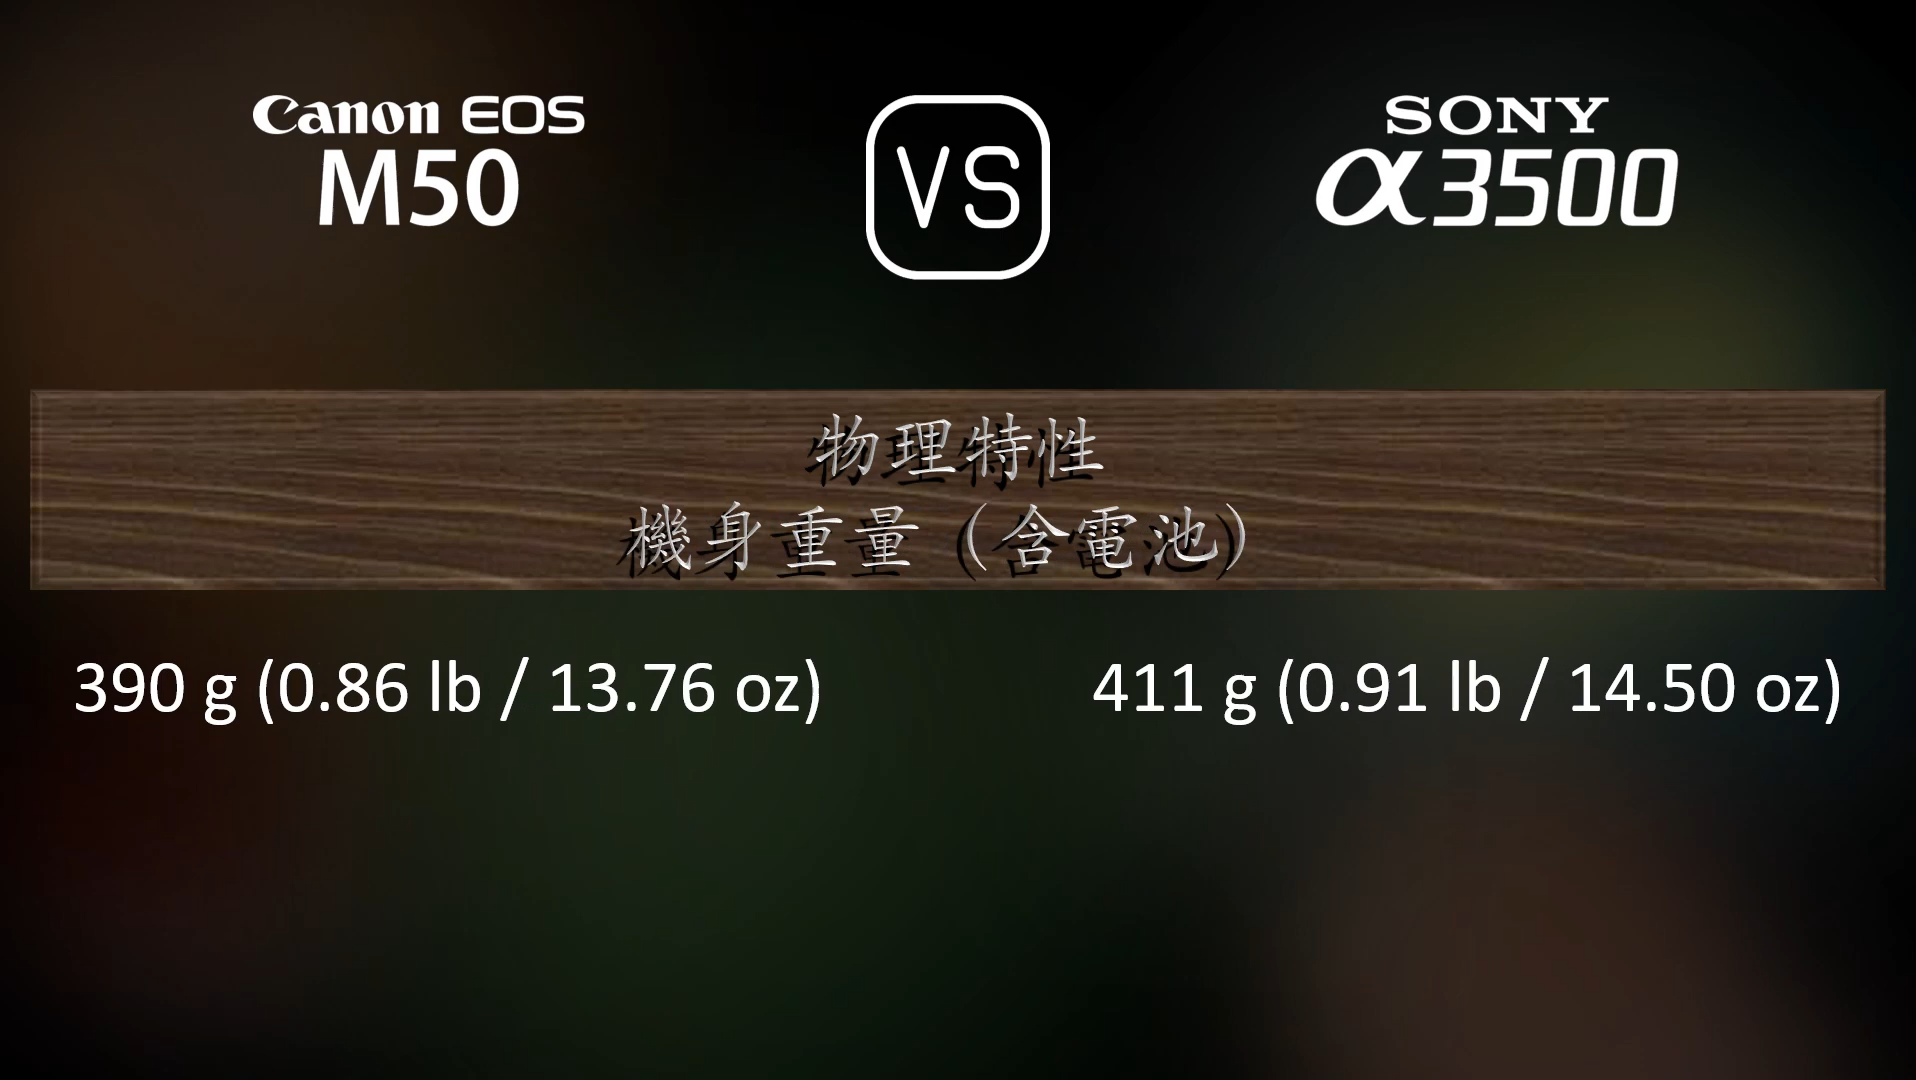 Canon EOS
M50
VS
SONY
α3500
物理特性
機身重量（含電池）
390 g (0.86 lb / 13.76 oz)
411 g (0.91 lb / 14.50 oz)